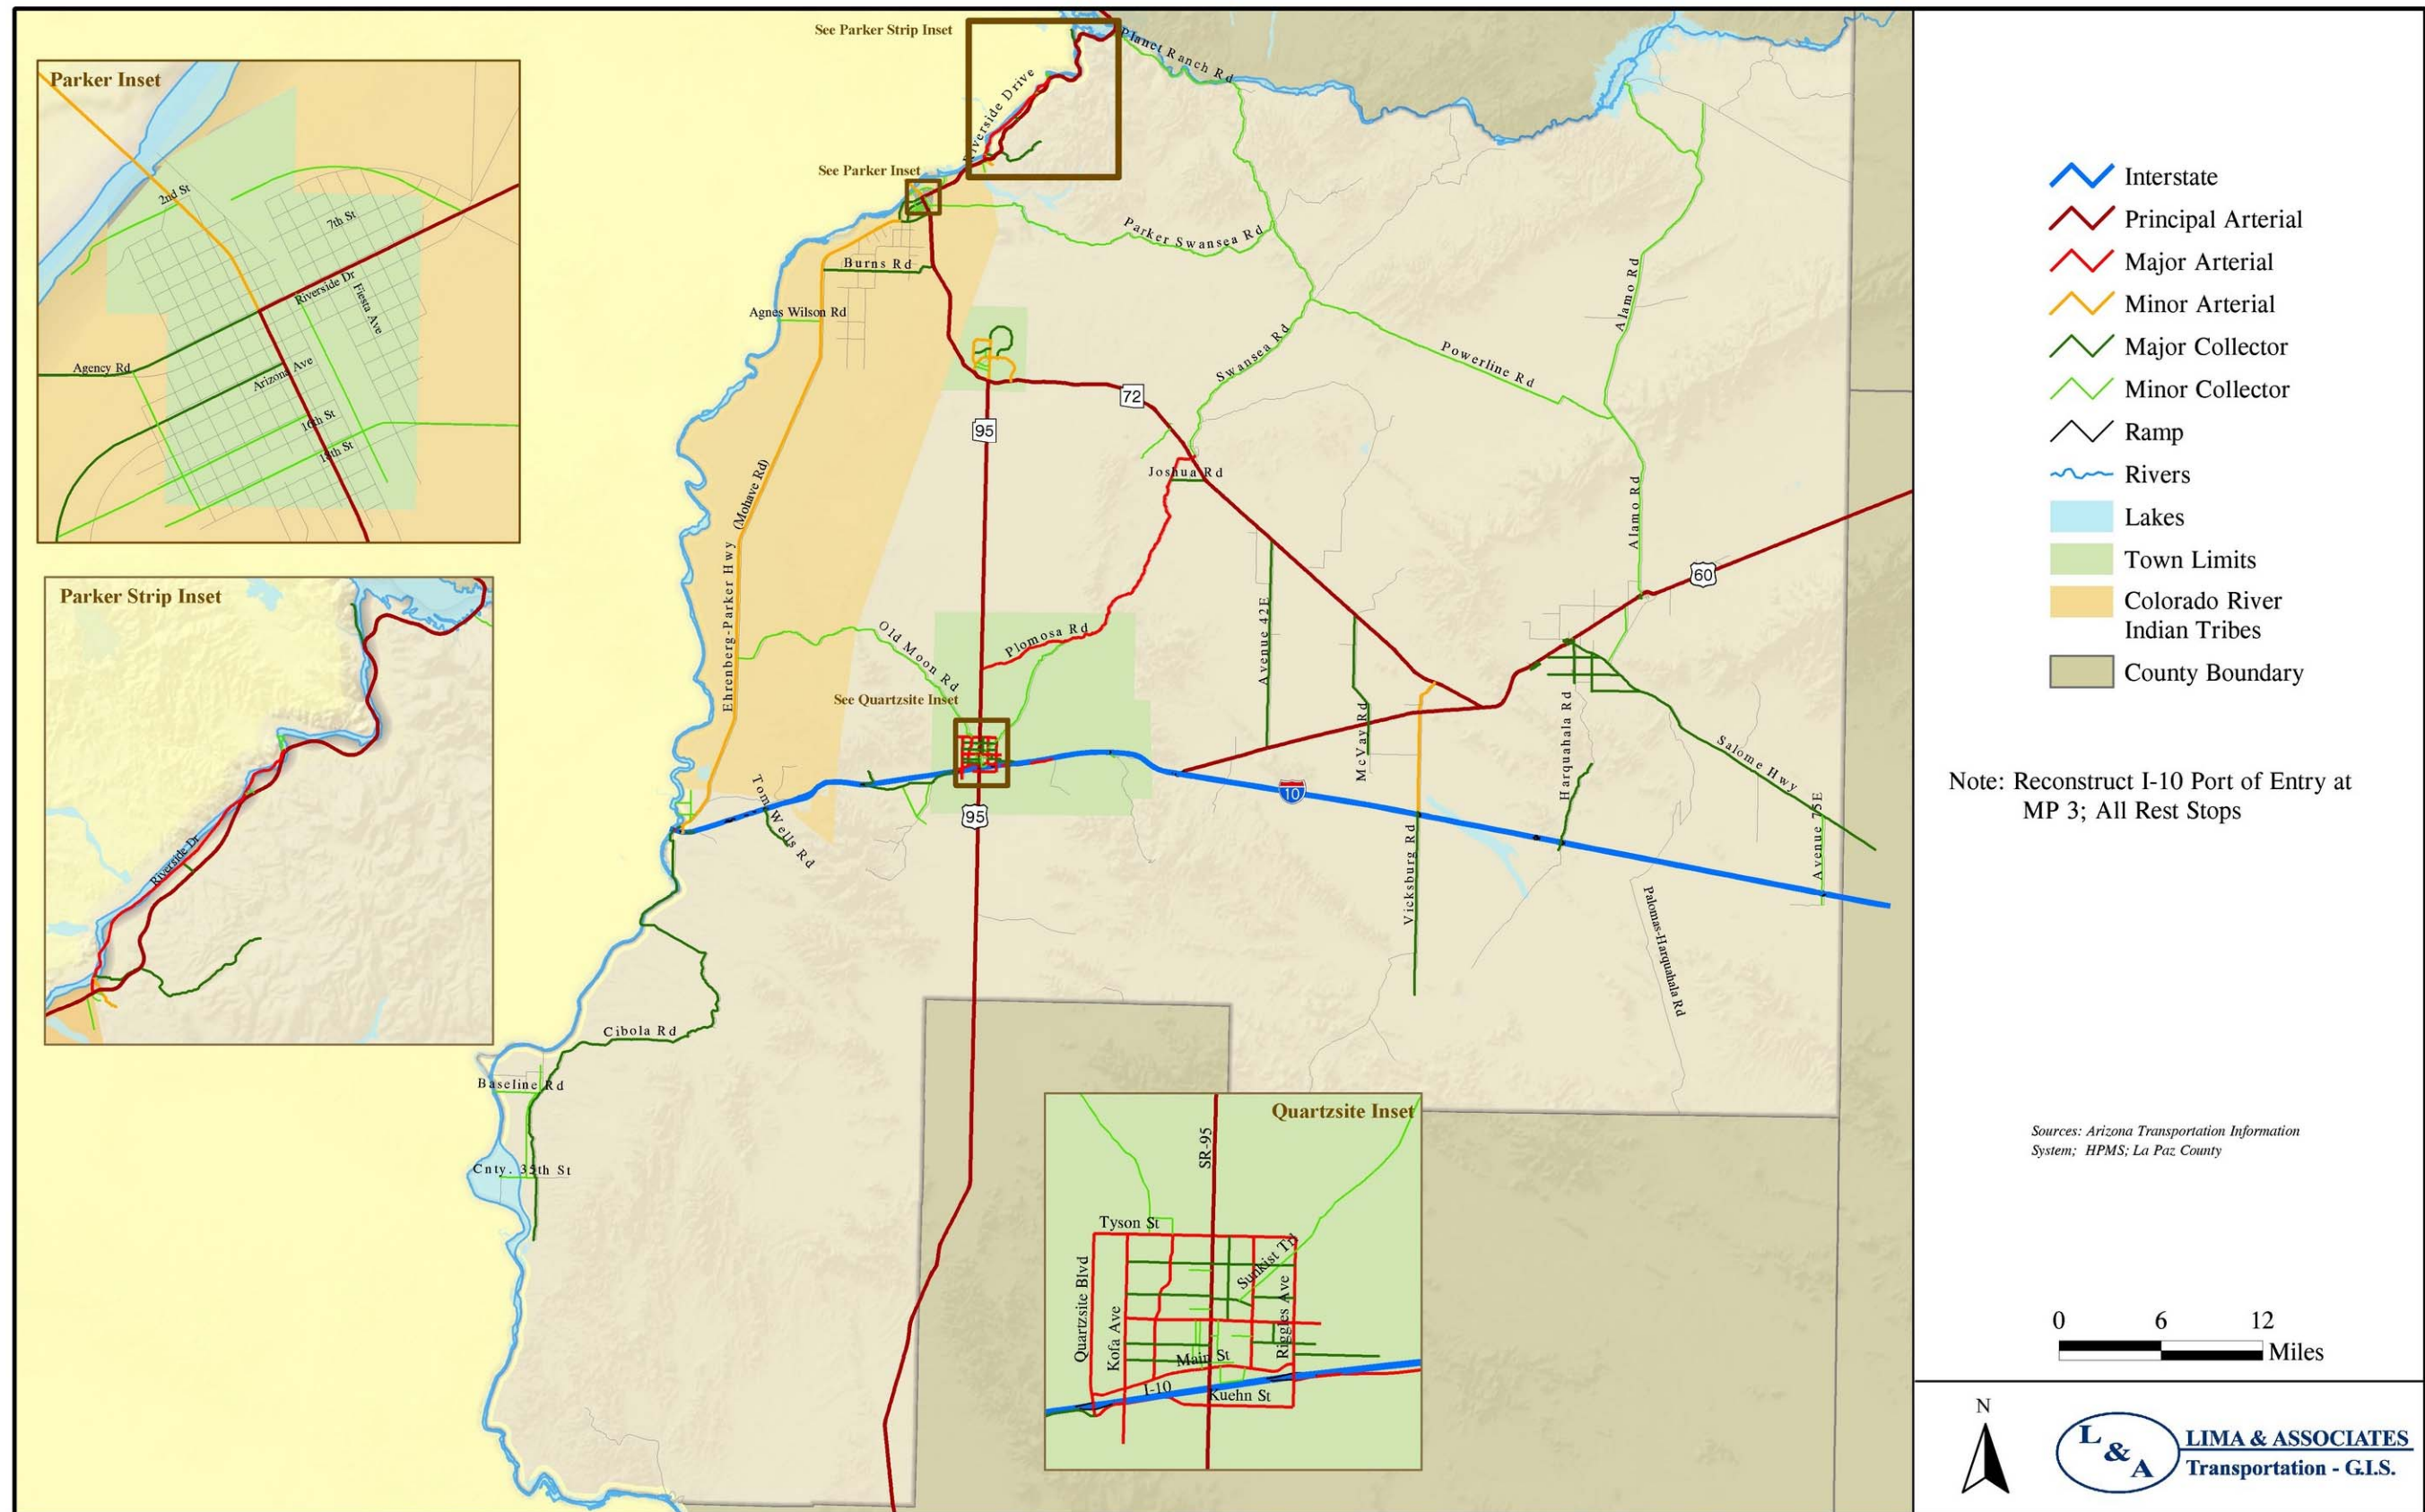 See Parker Strip Inset
Planet Ranch Rd
Riverside Drive
Parker Inset
2nd St
7th St
Riverside Dr
Fiesta Ave
Agency Rd
Arizona Ave
16th St
18th St
See Parker Inset
Parker Swansea Rd
Burns Rd
Agnes Wilson Rd
Alamo Rd
Swansea Rd
Powerline Rd
72
95
Joshua Rd
(Mohave Rd)
Ehrenberg-Parker Hwy
Alamo Rd
60
Parker Strip Inset
Riverside Dr
Old Moon Rd
Plomosa Rd
Avenue 42E
See Quartzsite Inset
McVay Rd
Harquahala Rd
Salome Hwy
Tom Wells Rd
10
95
Vicksburg Rd
Avenue 75E
Palomas-Harquahala Rd
Cibola Rd
Baseline Rd
Cnty. 35th St
Quartzsite Inset
SR-95
Tyson St
Sunkist Trl
Quartzsite Blvd
Kofa Ave
Riggles Ave
Main St
I-10
Kuehn St
Interstate
Principal Arterial
Major Arterial
Minor Arterial
Major Collector
Minor Collector
Ramp
Rivers
Lakes
Town Limits
Colorado River
Indian Tribes
County Boundary
Note: Reconstruct I-10 Port of Entry at
MP 3; All Rest Stops
Sources: Arizona Transportation Information
System; HPMS; La Paz County
0 6 12
Miles
N
L & A
LIMA & ASSOCIATES
Transportation - G.I.S.